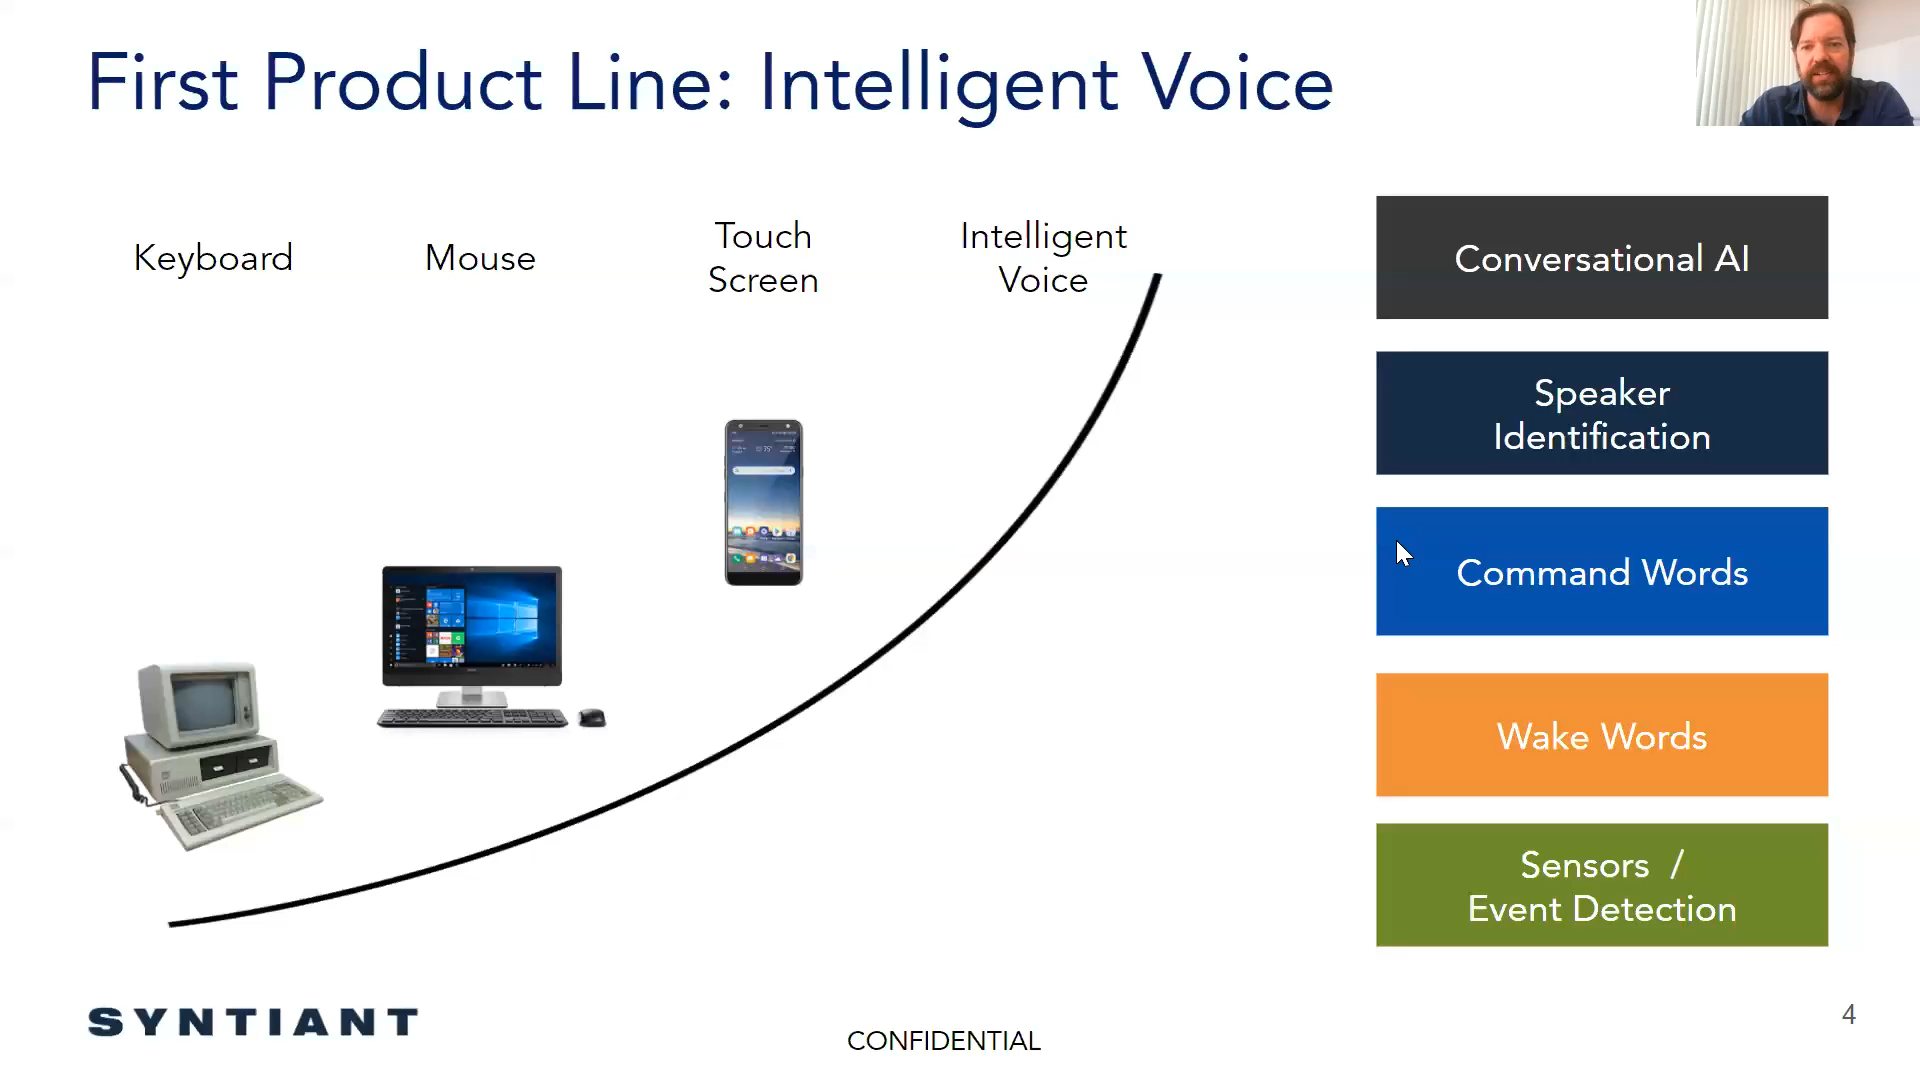 First Product Line: Intelligent Voice
Keyboard
Mouse
Touch
Screen
Intelligent
Voice
Conversational AI
Speaker
Identification
Command Words
Wake Words
Sensors /
Event Detection
SYNTIANT
CONFIDENTIAL
4